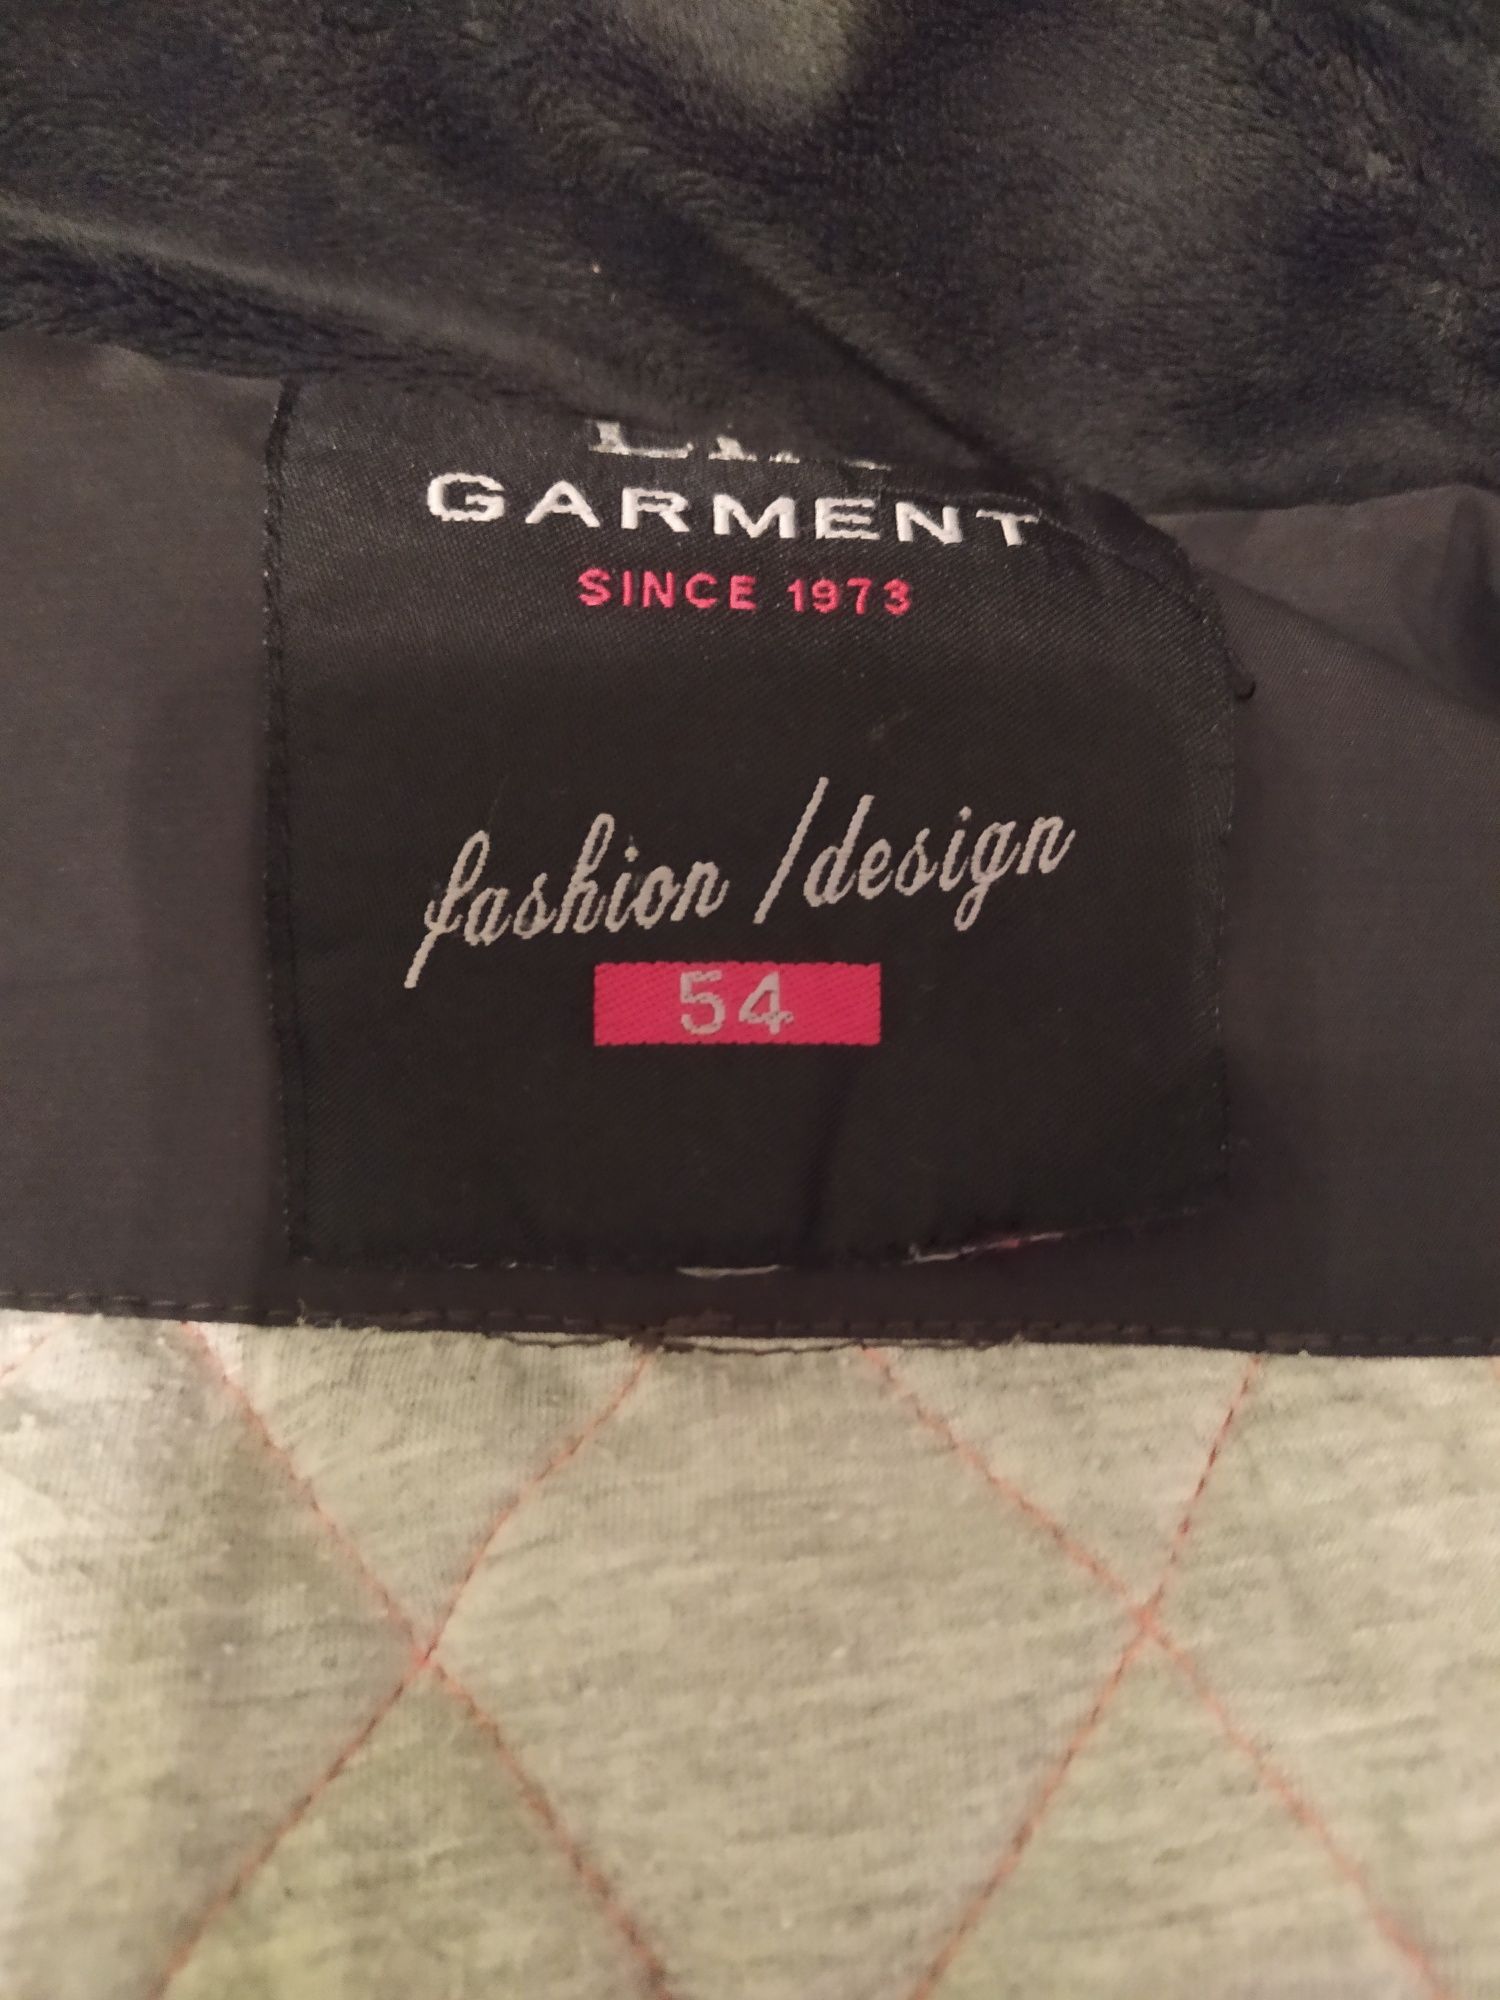 GARMENT
SINCE 1973
fashion/design
54